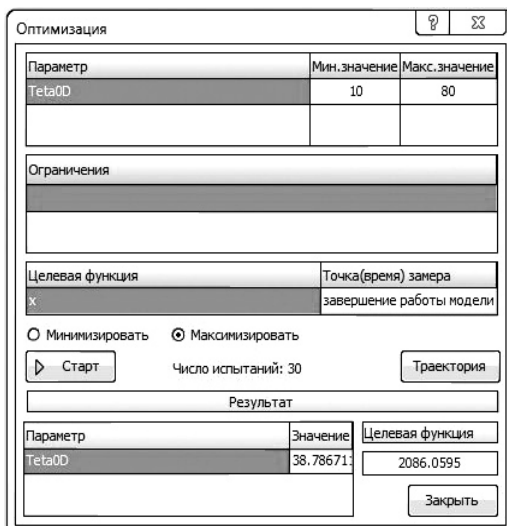 Оптимизация
Параметр Мин.значение Макс.значение
Teta0D 10 80
Ограничения
Целевая функция Точка(время) замера
x завершение работы модели
Минимизировать Максимизировать
Старт Число испытаний: 30 Траектория
Результат
Параметр Значение Целевая функция
Teta0D 38.786711 2086.0595
Закрыть